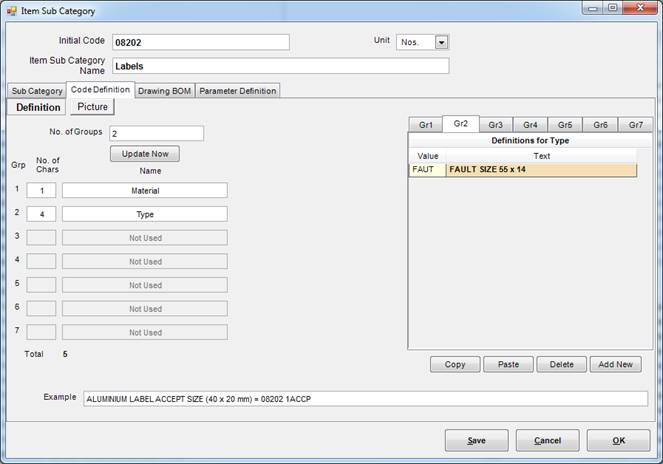 Item Sub Category
Initial Code 08202 Unit Nos.
Item Sub Category Name Labels
Sub Category Code Definition Drawing BOM Parameter Definition
Definition Picture
No. of Groups 2
Update Now
Grp No. of Chars Name
1 1 Material
2 4 Type
3 Not Used
4 Not Used
5 Not Used
6 Not Used
7 Not Used
Total 5
Gr1 Gr2 Gr3 Gr4 Gr5 Gr6 Gr7
Definitions for Type
Value Text
FAUT FAULT SIZE 55 x 14
Copy Paste Delete Add New
Example ALUMINIUM LABEL ACCEPT SIZE (40 x 20 mm) = 08202 1ACCP
Save Cancel OK